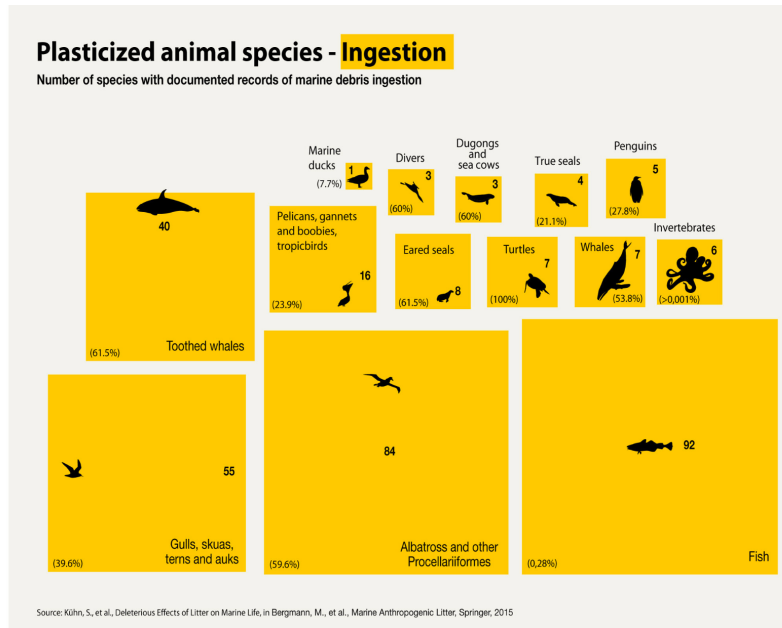 Plasticized animal species - Ingestion
Number of species with documented records of marine debris ingestion
Marine
ducks
(7.7%)
1
Divers
3
(60%)
Dugongs
and
sea cows
3
(60%)
True seals
4
(21.1%)
Penguins
5
(27.8%)
40
(61.5%)
Toothed whales
Pelicans, gannets
and boobies,
tropicbirds
16
(23.9%)
Eared seals
8
(61.5%)
Turtles
7
(100%)
Whales
7
(53.8%)
Invertebrates
6
(>0,001%)
55
Gulls, skuas,
terns and auks
(39.6%)
84
Albatross and other
Procellariiformes
(59.6%)
92
Fish
(0,28%)
Source: Kühn, S., et al., Deleterious Effects of Litter on Marine Life, in Bergmann, M., et al., Marine Anthropogenic Litter, Springer, 2015